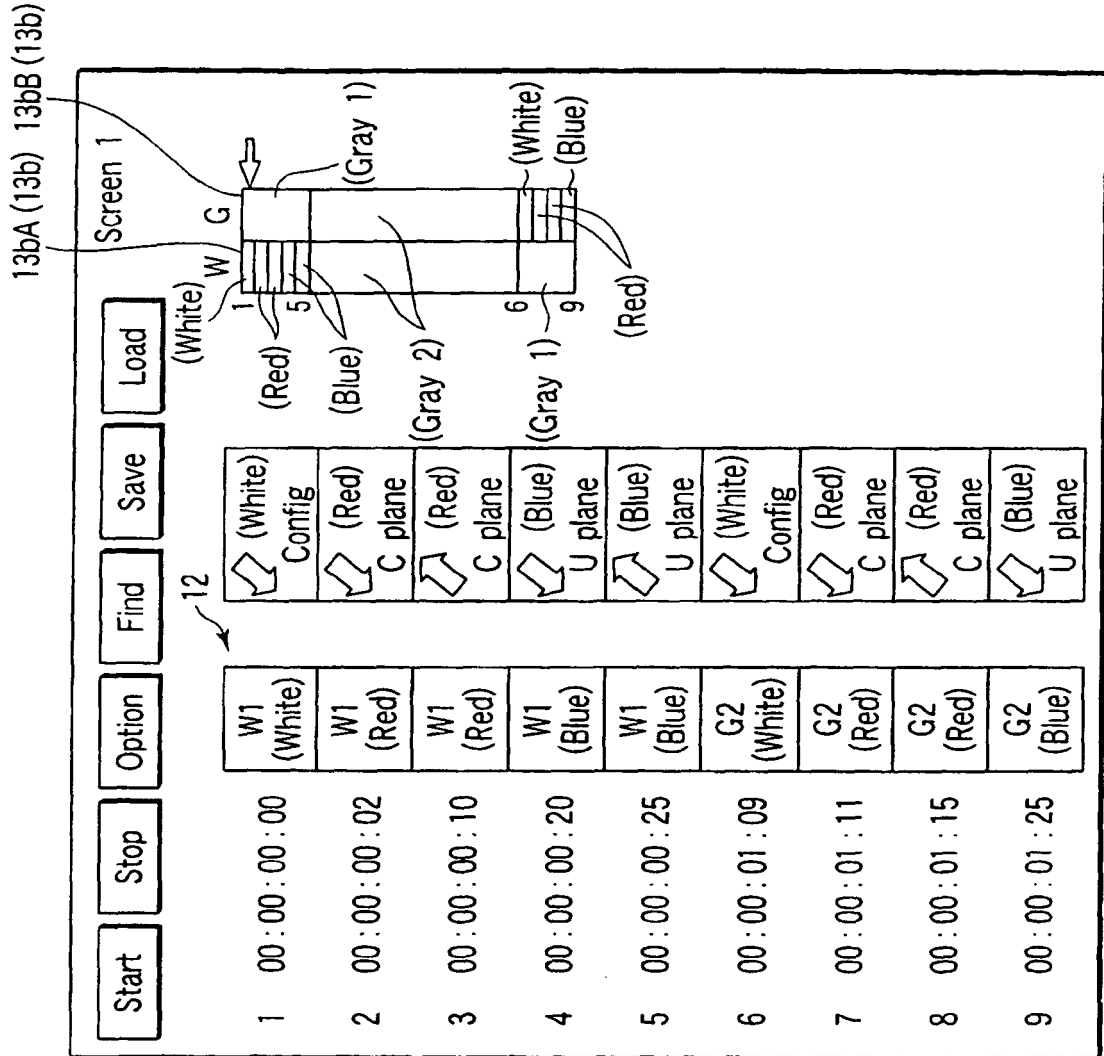 13bA (13b) 13bB (13b)
Start Stop Option Find Save Load
Screen 1
W G
(White)
1
(Red)
5
(Blue)
(Gray 1)
(Gray 2)
(Gray 1)
6
9
(White)
(Blue)
(Red)
12
1 00:00:00:00 W1 (White) (White) Config
2 00:00:00:02 W1 (Red) (Red) C plane
3 00:00:00:10 W1 (Red) (Red) C plane
4 00:00:00:20 W1 (Blue) (Blue) U plane
5 00:00:00:25 W1 (Blue) (Blue) U plane
6 00:00:01:09 G2 (White) (White) Config
7 00:00:01:11 G2 (Red) (Red) C plane
8 00:00:01:15 G2 (Red) (Red) C plane
9 00:00:01:25 G2 (Blue) (Blue) U plane